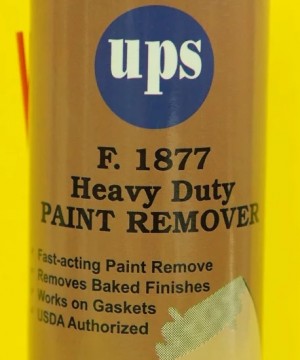 ups
F. 1877
Heavy Duty
PAINT REMOVER
Fast-acting Paint Remove
Removes Baked Finishes
Works on Gaskets
USDA Authorized